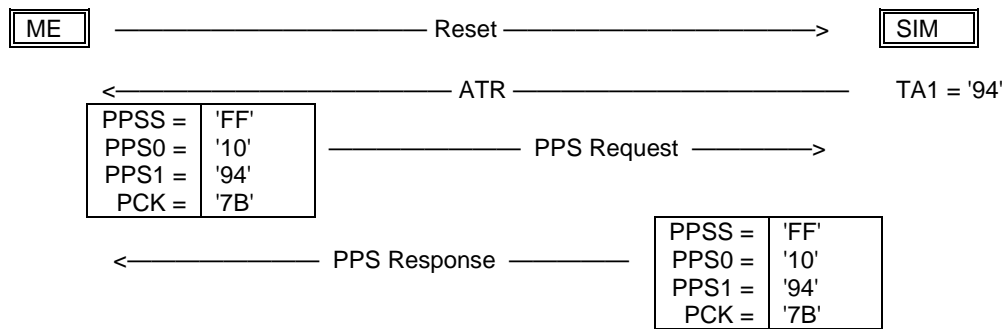 ME Reset SIM
ATR TA1 = '94'
PPSS = 'FF'
PPS0 = '10' PPS Request
PPS1 = '94'
PCK = '7B'
PPSS = 'FF'
PPS Response PPS0 = '10'
PPS1 = '94'
PCK = '7B'